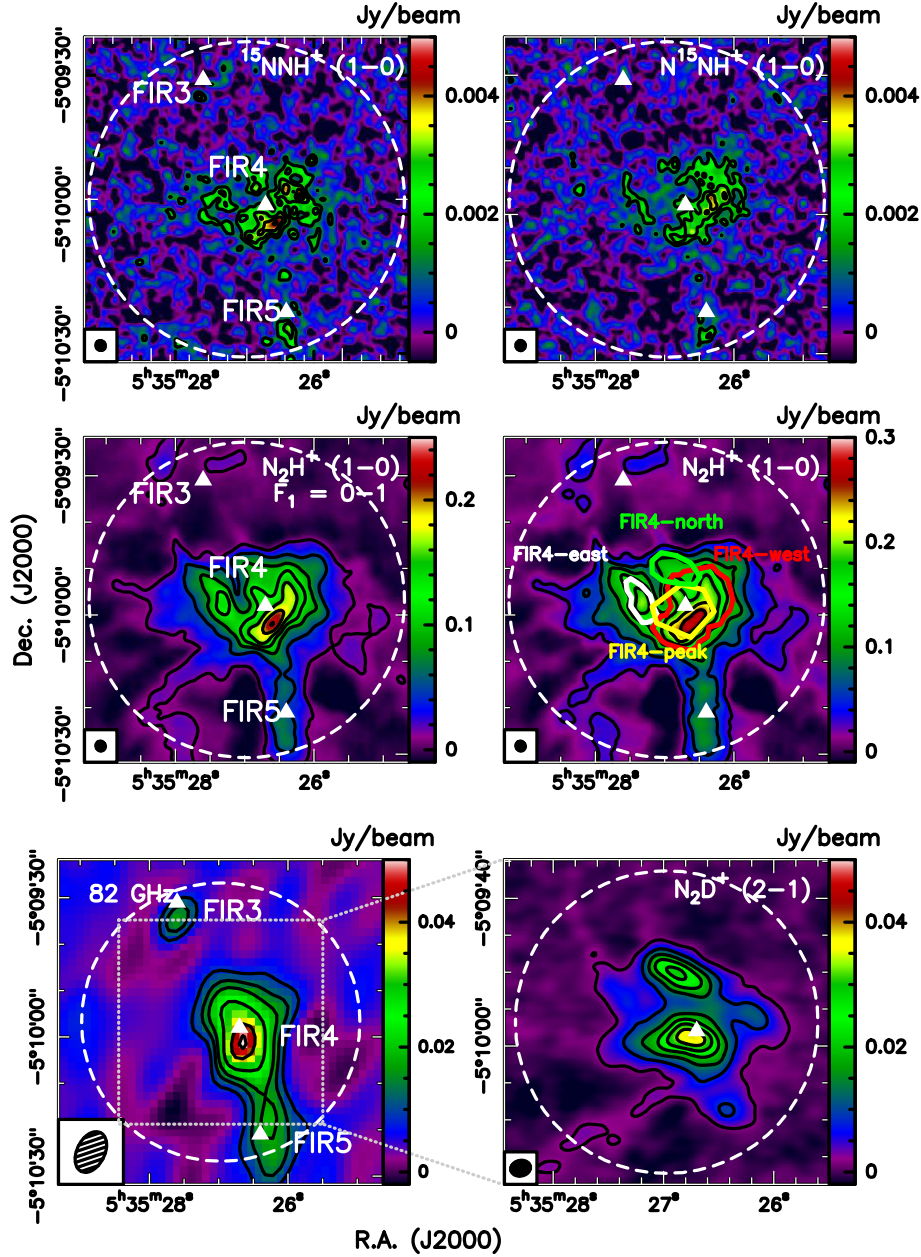 Jy/beam
Jy/beam
¹⁵NNH⁺ (1−0)
N¹⁵NH⁺ (1−0)
FIR3
FIR4
FIR5
−5°09'30"
−5°10'00"
−5°10'30"
0.004
0.002
0
0.004
0.002
0
5ʰ35ᵐ28ˢ
26ˢ
5ʰ35ᵐ28ˢ
26ˢ
Jy/beam
Jy/beam
N₂H⁺ (1−0)
F₁ = 0−1
N₂H⁺ (1−0)
FIR3
FIR4
FIR5
FIR4−north
FIR4−east
FIR4−west
FIR4−peak
−5°09'30"
−5°10'00"
−5°10'30"
Dec. (J2000)
0.2
0.1
0
0.3
0.2
0.1
0
5ʰ35ᵐ28ˢ
26ˢ
5ʰ35ᵐ28ˢ
26ˢ
Jy/beam
Jy/beam
82 GHz
N₂D⁺ (2−1)
FIR3
FIR4
FIR5
−5°09'30"
−5°10'00"
−5°10'30"
0.04
0.02
0
−5°09'40"
−5°10'00"
0.04
0.02
0
5ʰ35ᵐ28ˢ
26ˢ
5ʰ35ᵐ28ˢ
27ˢ
26ˢ
R.A. (J2000)